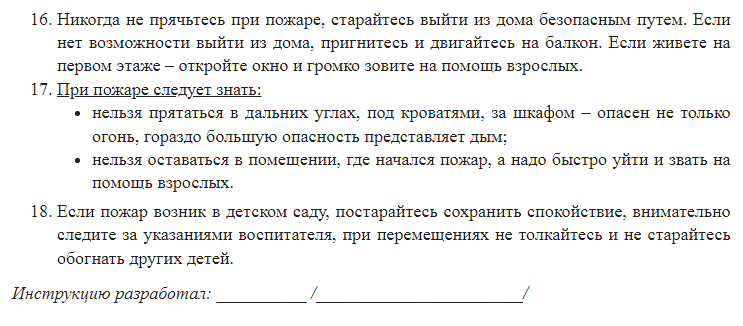 16. Никогда не прячьтесь при пожаре, старайтесь выйти из дома безопасным путем. Если
нет возможности выйти из дома, пригнитесь и двигайтесь на балкон. Если живете на
первом этаже – откройте окно и громко зовите на помощь взрослых.
17. При пожаре следует знать:
• нельзя прятаться в дальних углах, под кроватями, за шкафом – опасен не только
огонь, гораздо большую опасность представляет дым;
• нельзя оставаться в помещении, где начался пожар, а надо быстро уйти и звать на
помощь взрослых.
18. Если пожар возник в детском саду, постарайтесь сохранить спокойствие, внимательно
следите за указаниями воспитателя, при перемещениях не толкайтесь и не старайтесь
обогнать других детей.
Инструкцию разработал: __________ /_______________________/